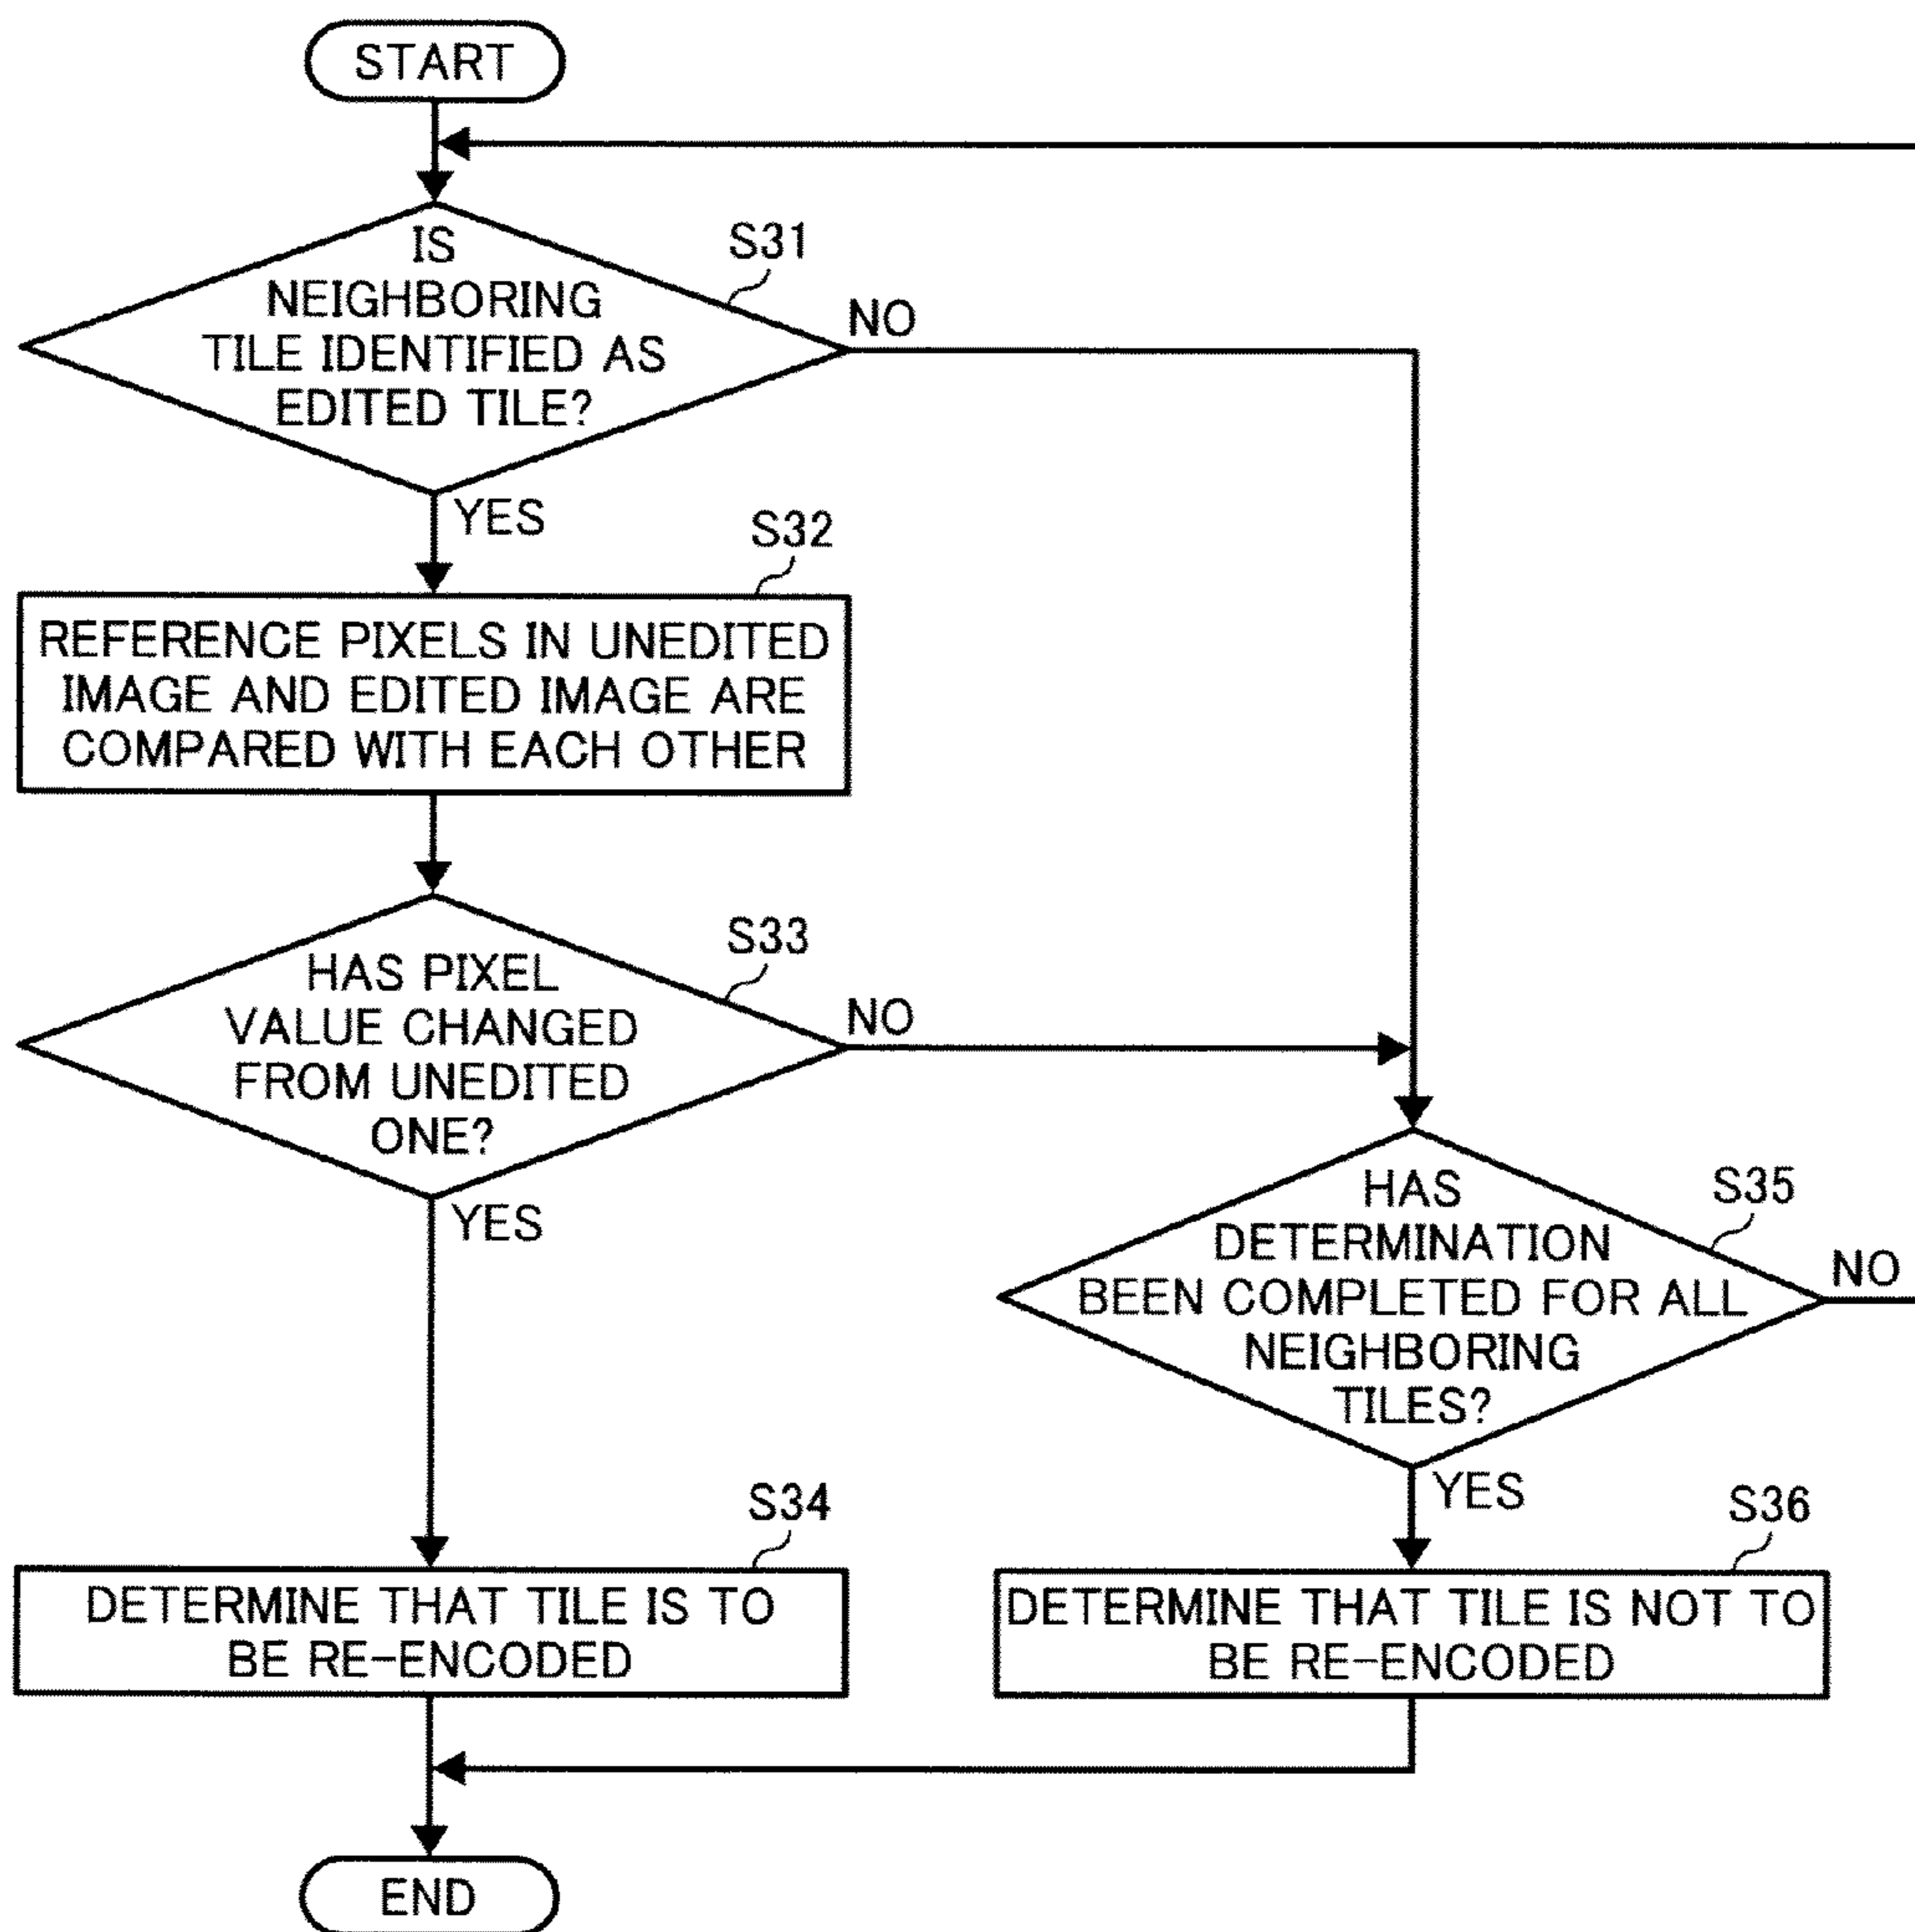 START
S31
IS
NEIGHBORING
TILE IDENTIFIED AS
EDITED TILE?
NO
YES
S32
REFERENCE PIXELS IN UNEDITED
IMAGE AND EDITED IMAGE ARE
COMPARED WITH EACH OTHER
S33
HAS PIXEL
VALUE CHANGED
FROM UNEDITED
ONE?
NO
YES
S35
HAS
DETERMINATION
BEEN COMPLETED FOR ALL
NEIGHBORING
TILES?
NO
YES
S34
DETERMINE THAT TILE IS TO
BE RE-ENCODED
S36
DETERMINE THAT TILE IS NOT TO
BE RE-ENCODED
END